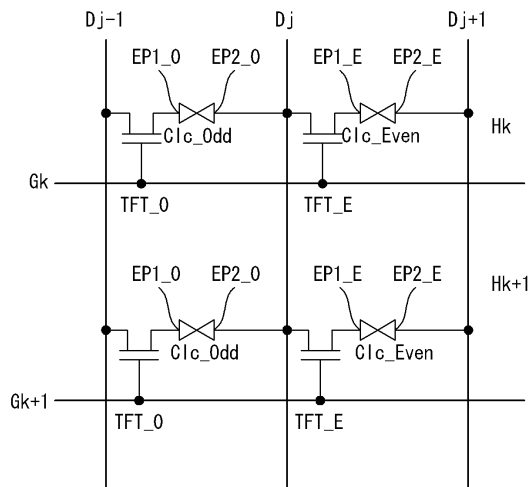 Dj-1 Dj Dj+1
EP1_O EP2_O EP1_E EP2_E
Hk
Clc_Odd Clc_Even
Gk
TFT_O TFT_E
EP1_O EP2_O EP1_E EP2_E
Hk+1
Clc_Odd Clc_Even
Gk+1
TFT_O TFT_E